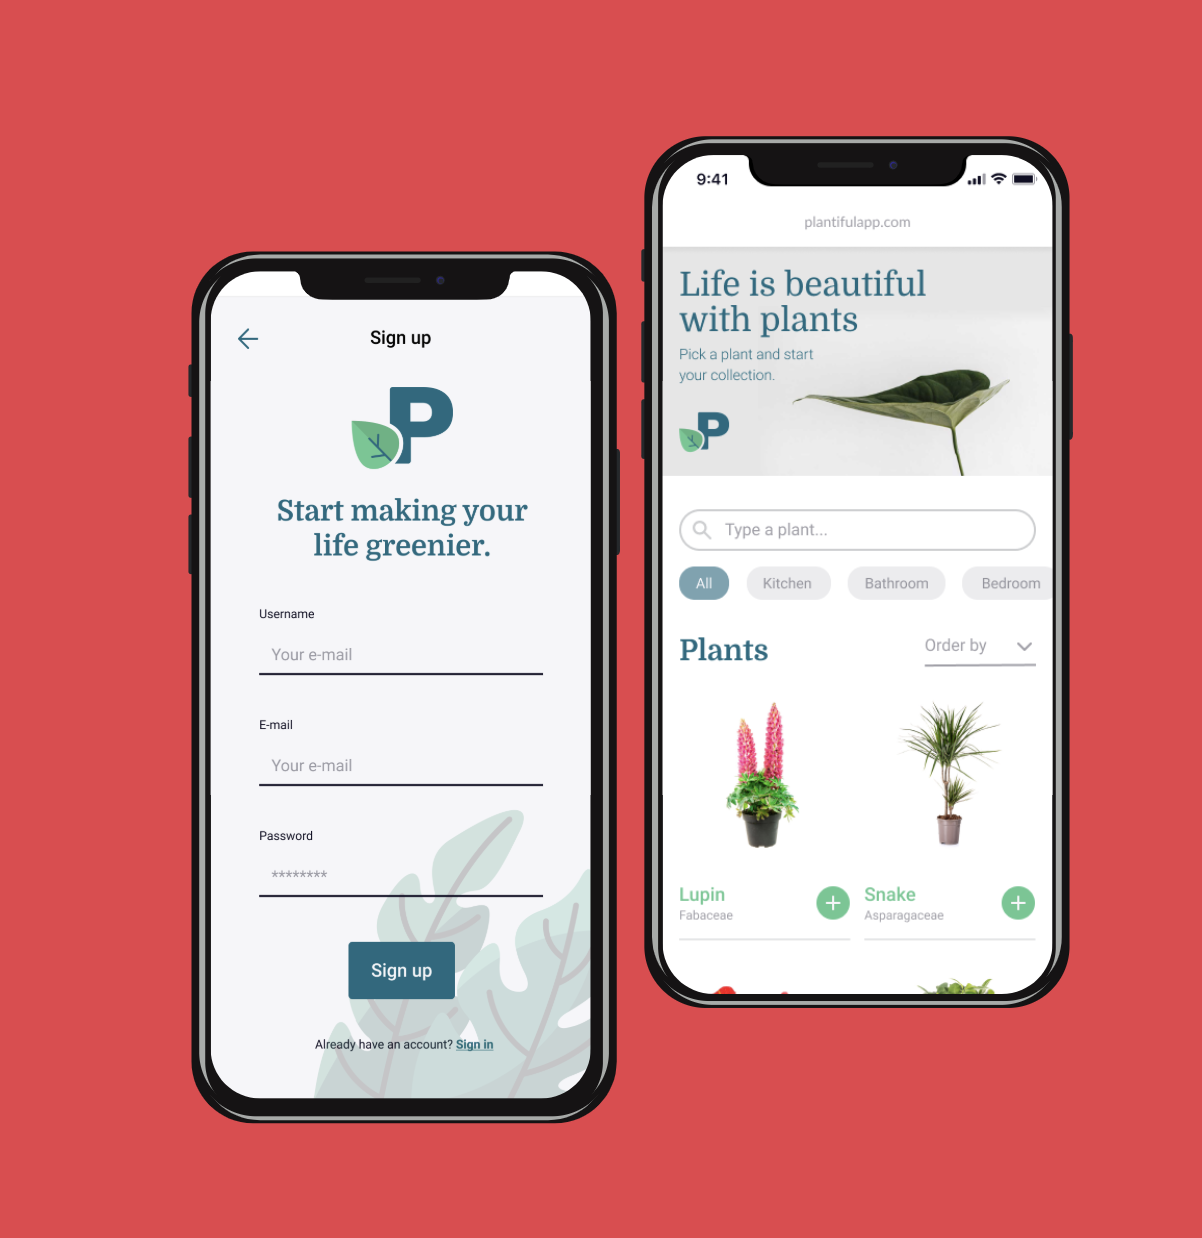 Sign up
P
Start making your
life greenier.
Username
Your e-mail
E-mail
Your e-mail
Password
********
Sign up
Already have an account? Sign in
9:41
plantifulapp.com
Life is beautiful
with plants
Pick a plant and start
your collection.
P
Type a plant...
All Kitchen Bathroom Bedroom
Plants Order by
Lupin Snake
Fabaceae Asparagaceae